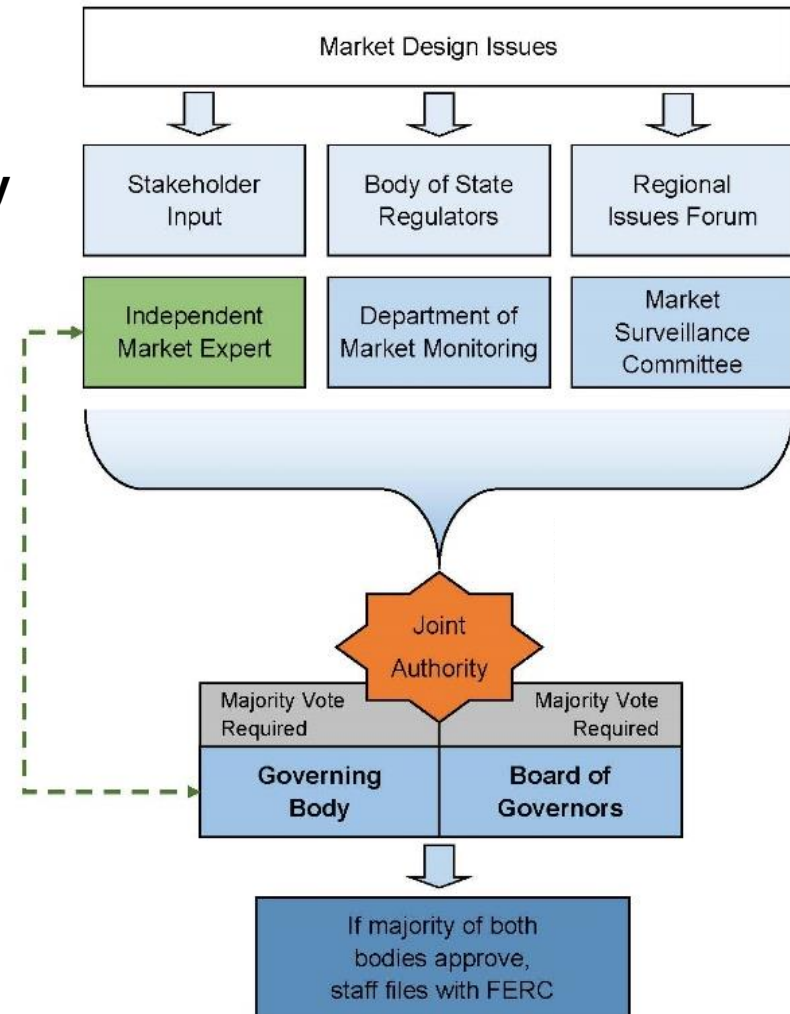 Market Design Issues
Stakeholder
Input
Body of State
Regulators
Regional
Issues Forum
Independent
Market Expert
Department of
Market Monitoring
Market
Surveillance
Committee
Joint
Authority
Majority Vote
Required
Majority Vote
Required
Governing
Body
Board of
Governors
If majority of both
bodies approve,
staff files with FERC